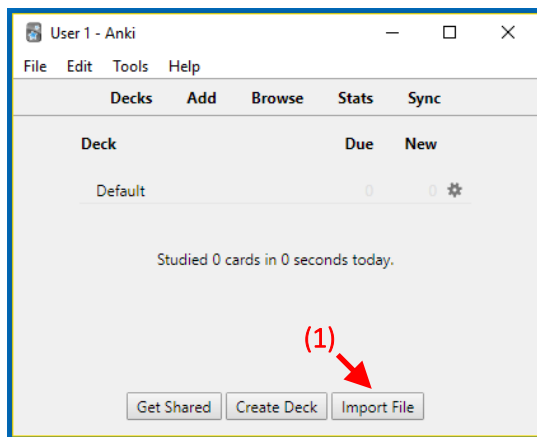 User 1 - Anki
File Edit Tools Help
Decks Add Browse Stats Sync
Deck Due New
Default 0 0
Studied 0 cards in 0 seconds today.
(1)
Get Shared Create Deck Import File